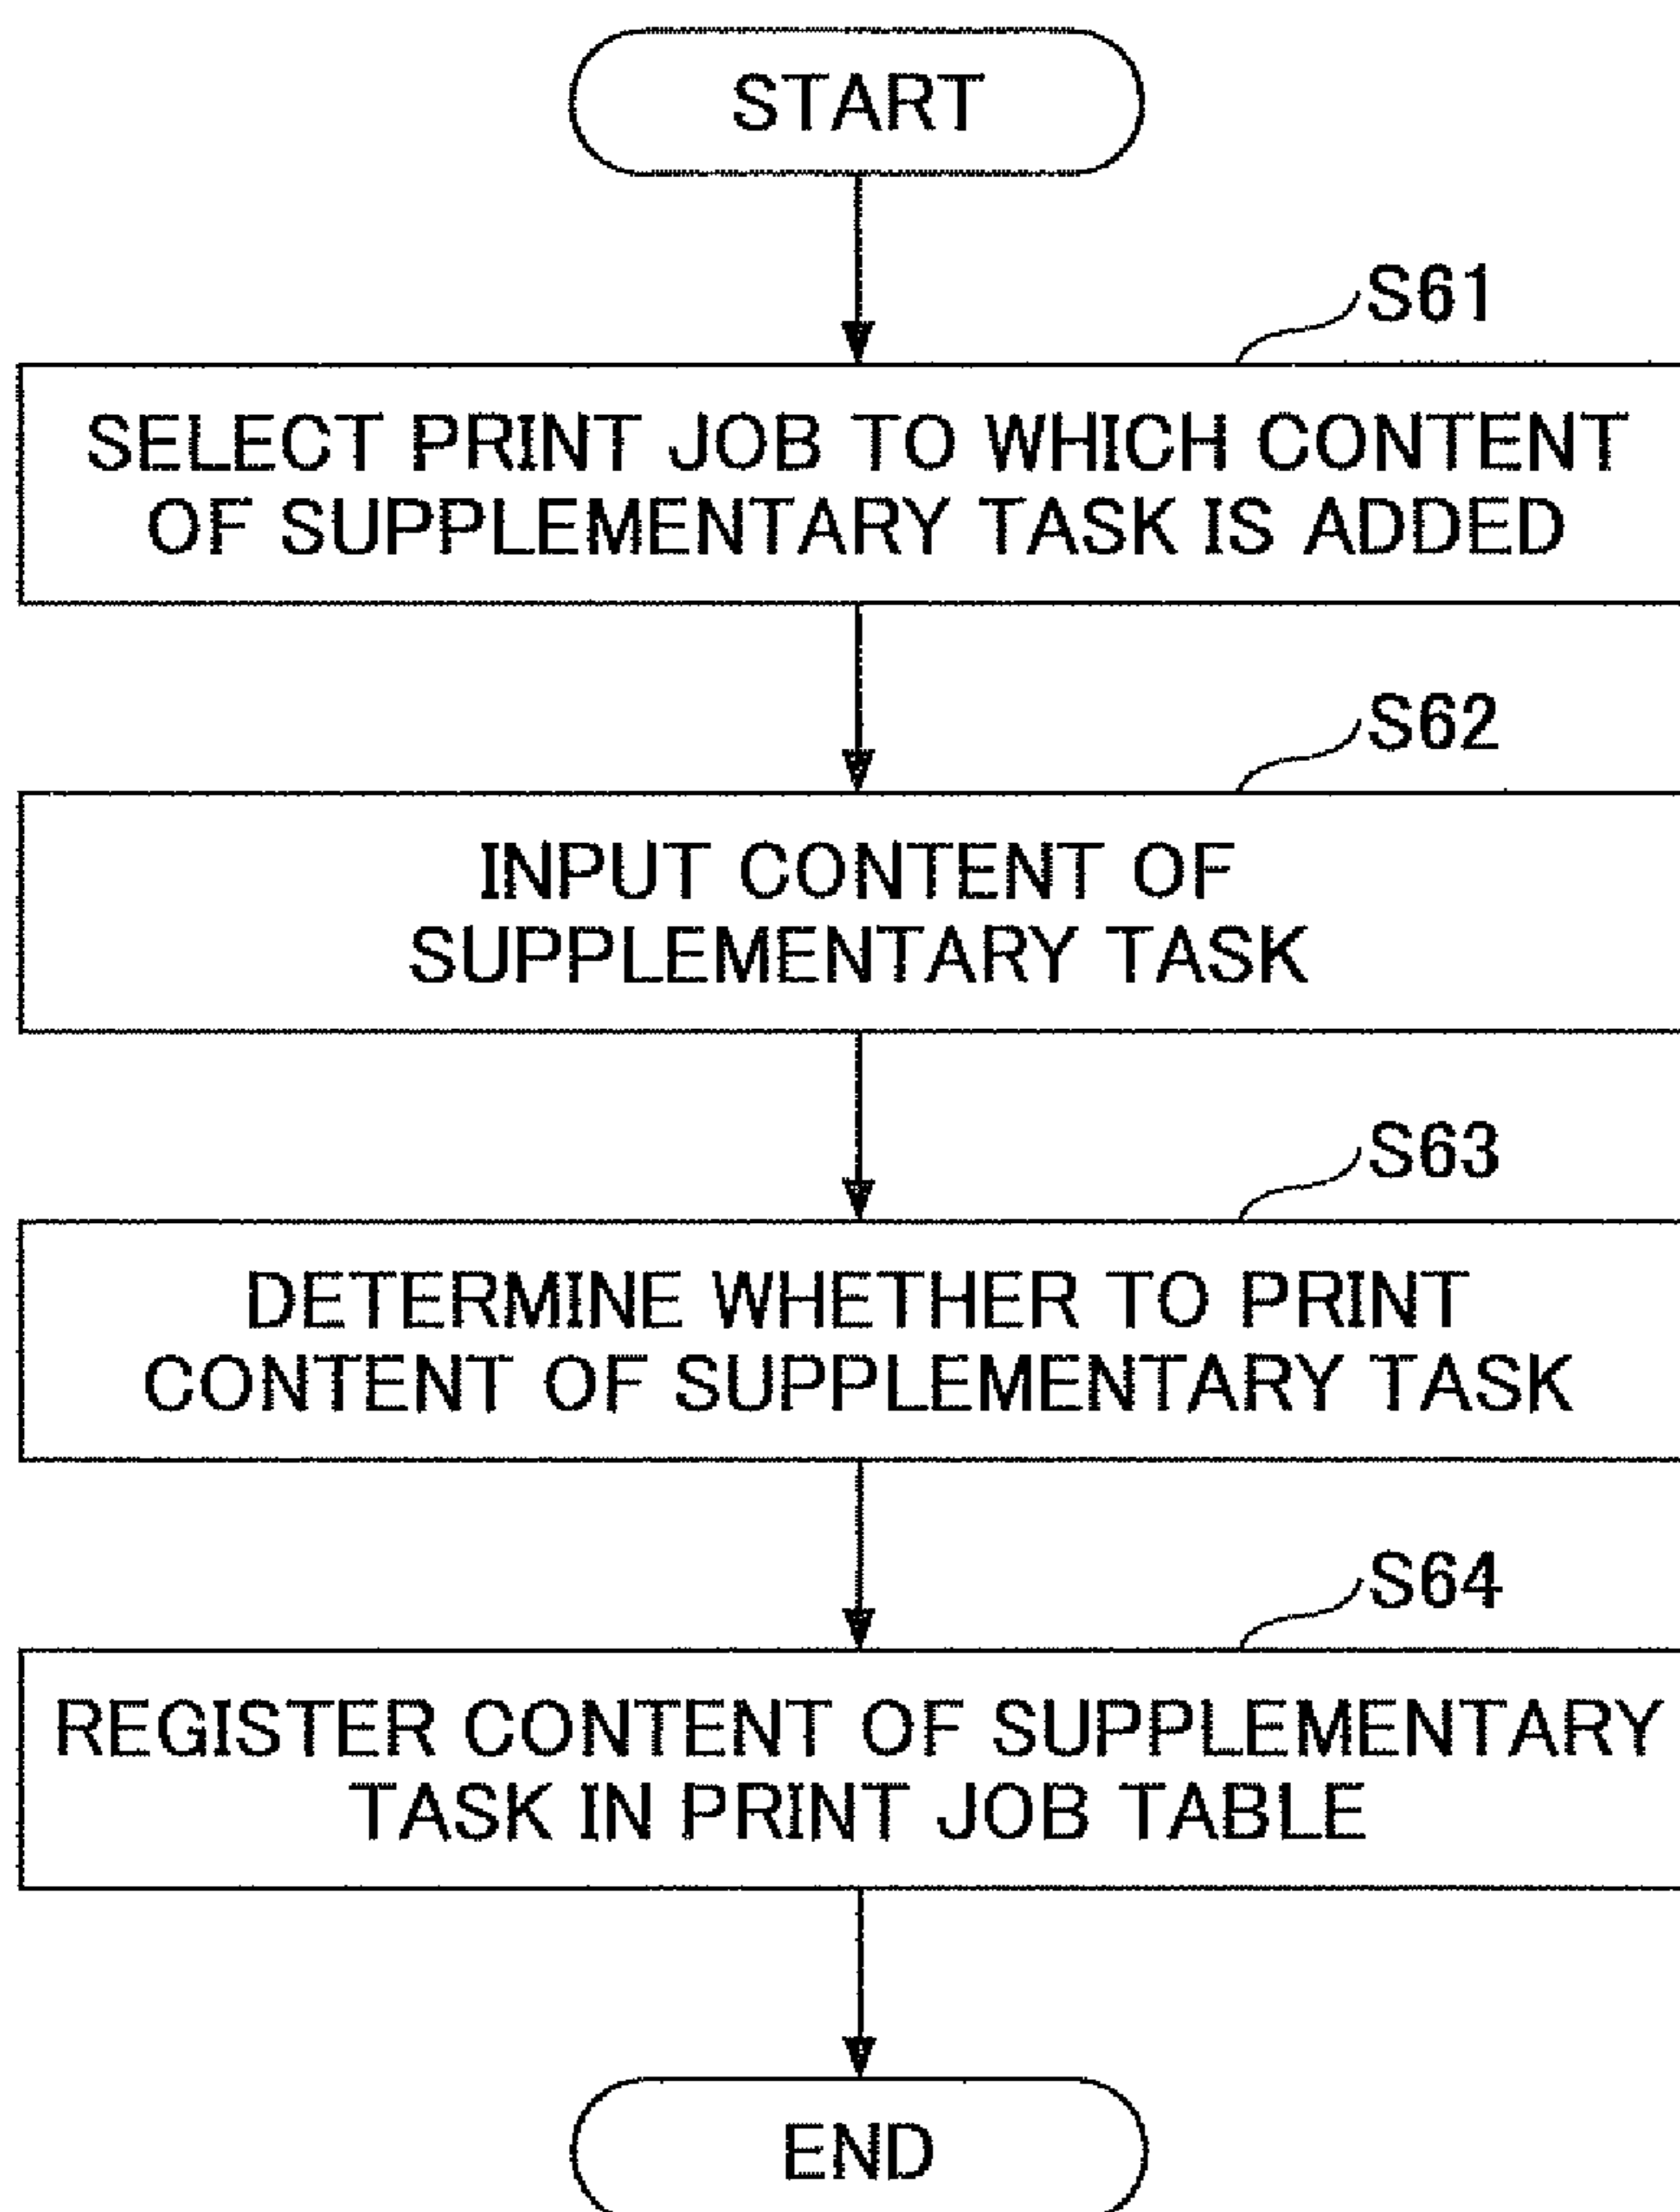 START
S61
SELECT PRINT JOB TO WHICH CONTENT
OF SUPPLEMENTARY TASK IS ADDED
S62
INPUT CONTENT OF
SUPPLEMENTARY TASK
S63
DETERMINE WHETHER TO PRINT
CONTENT OF SUPPLEMENTARY TASK
S64
REGISTER CONTENT OF SUPPLEMENTARY
TASK IN PRINT JOB TABLE
END